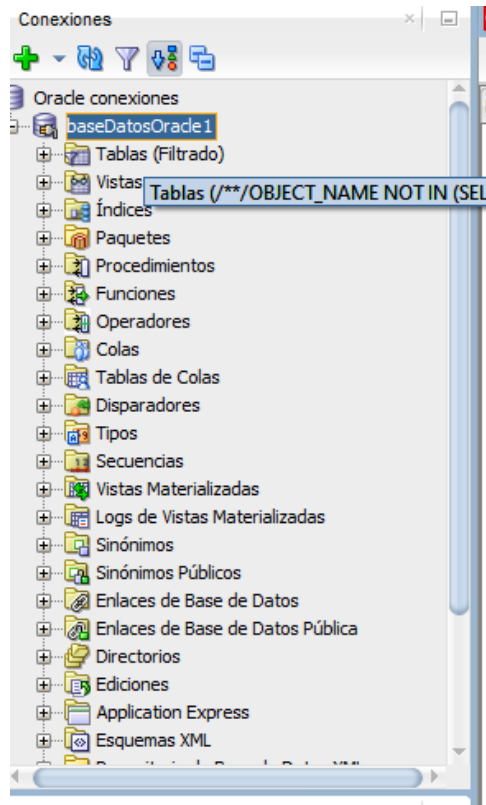 Conexiones
Oracle conexiones
baseDatosOracle1
Tablas (Filtrado)
Vistas
Tablas (/**/OBJECT_NAME NOT IN (SEL
Índices
Paquetes
Procedimientos
Funciones
Operadores
Colas
Tablas de Colas
Disparadores
Tipos
Secuencias
Vistas Materializadas
Logs de Vistas Materializadas
Sinónimos
Sinónimos Públicos
Enlaces de Base de Datos
Enlaces de Base de Datos Pública
Directorios
Ediciones
Application Express
Esquemas XML